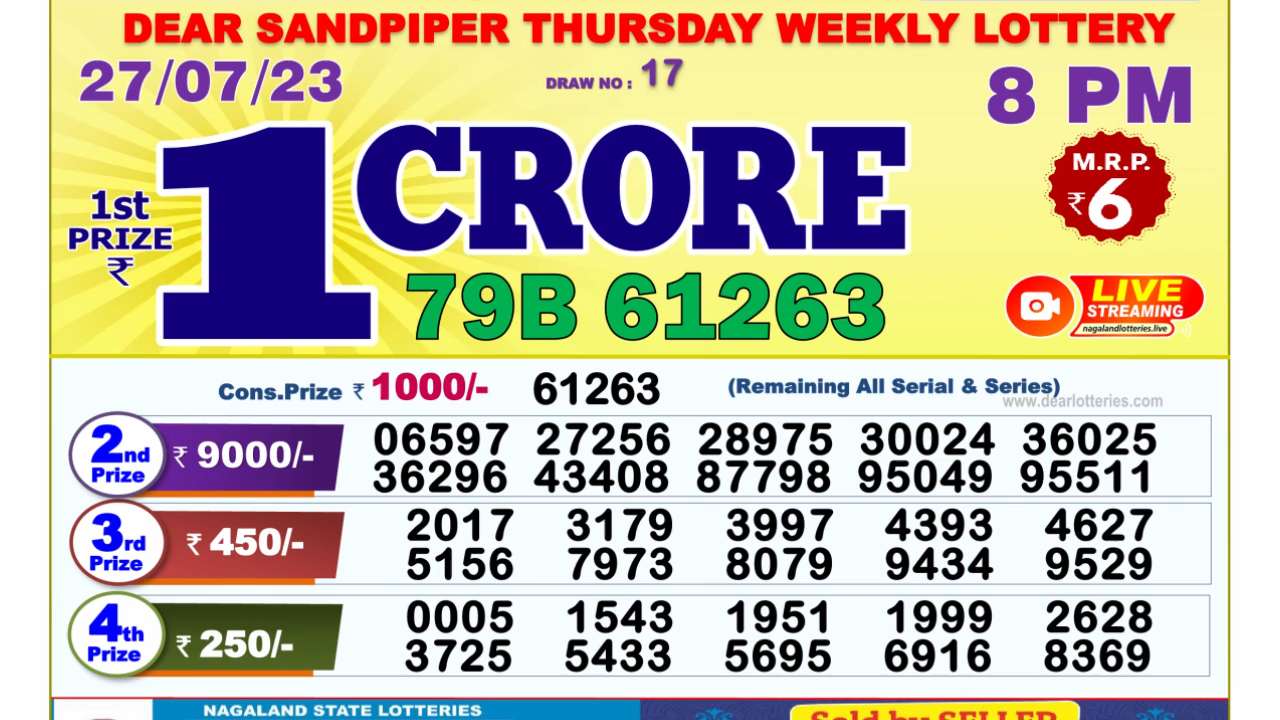 DEAR SANDPIPER THURSDAY WEEKLY LOTTERY
27/07/23
DRAW NO : 17
8 PM
M.R.P.
₹6
1st
PRIZE
₹
1 CRORE
79B 61263
LIVE
STREAMING
nagalandlotteries.live
Cons.Prize ₹ 1000/- 61263 (Remaining All Serial & Series)
www.dearlotteries.com
2nd
Prize
₹ 9000/-
06597 27256 28975 30024 36025
36296 43408 87798 95049 95511
3rd
Prize
₹ 450/-
2017 3179 3997 4393 4627
5156 7973 8079 9434 9529
4th
Prize
₹ 250/-
0005 1543 1951 1999 2628
3725 5433 5695 6916 8369
NAGALAND STATE LOTTERIES
Sold by SELLER